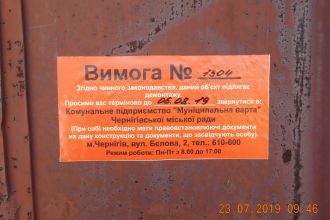 Вимога № 1304
Згідно чинного законодавства, даний об'єкт підлягає
демонтажу.
Просимо вас терміново до 06.08.19 звернутися в:
Комунальне підприємство "Муніципальна варта"
Чернігівської міської ради
(При собі необхідно мати правовстановлюючі документи
на дану конструкцію та документи, що засвідчують особу)
м.Чернігів, вул. Бєлова, 2, тел.: 610-600
Режим роботи: Пн-Пт з 8.00 до 17.00
23 07 2019 09 46